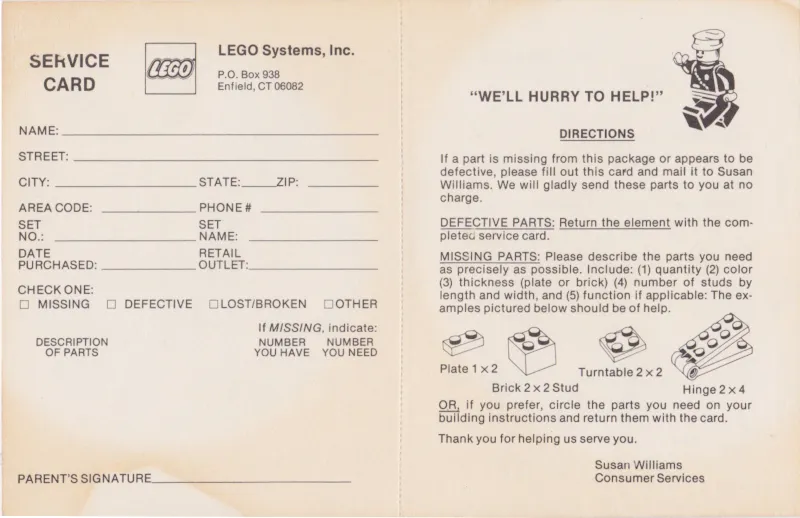 SERVICE
CARD
LEGO
LEGO Systems, Inc.
P.O. Box 938
Enfield, CT 06082
NAME:
STREET:
CITY: STATE: ZIP:
AREA CODE: PHONE #
SET SET
NO.: NAME:
DATE RETAIL
PURCHASED: OUTLET:
CHECK ONE:
☐ MISSING ☐ DEFECTIVE ☐ LOST/BROKEN ☐ OTHER
If MISSING, indicate:
DESCRIPTION NUMBER NUMBER
OF PARTS YOU HAVE YOU NEED
PARENT'S SIGNATURE
"WE'LL HURRY TO HELP!"
DIRECTIONS
If a part is missing from this package or appears to be
defective, please fill out this card and mail it to Susan
Williams. We will gladly send these parts to you at no
charge.
DEFECTIVE PARTS: Return the element with the com-
pleted service card.
MISSING PARTS: Please describe the parts you need
as precisely as possible. Include: (1) quantity (2) color
(3) thickness (plate or brick) (4) number of studs by
length and width, and (5) function if applicable: The ex-
amples pictured below should be of help.
Plate 1 x 2
Brick 2 x 2 Stud
Turntable 2 x 2
Hinge 2 x 4
OR, if you prefer, circle the parts you need on your
building instructions and return them with the card.
Thank you for helping us serve you.
Susan Williams
Consumer Services